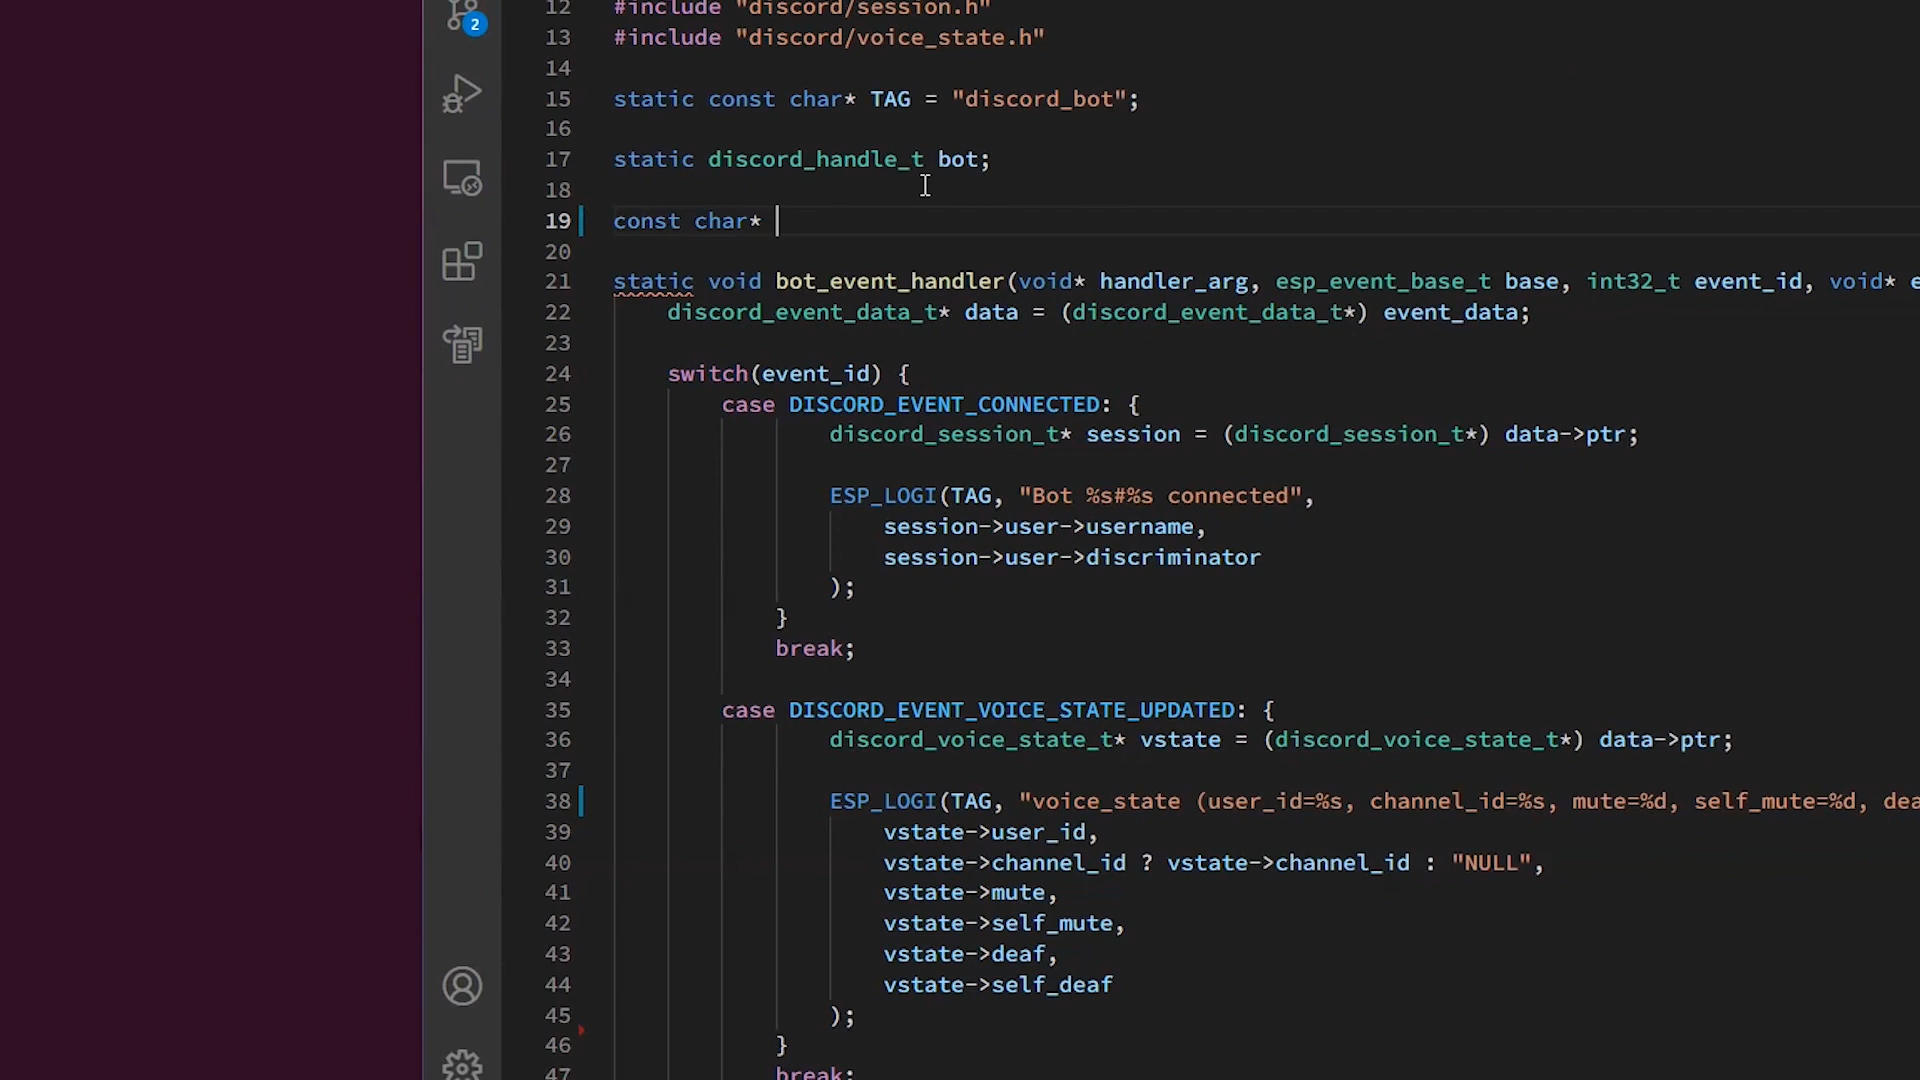 2
12 #include "discord/session.h"
13 #include "discord/voice_state.h"
14
15 static const char* TAG = "discord_bot";
16
17 static discord_handle_t bot;
18
19 const char*
20
21 static void bot_event_handler(void* handler_arg, esp_event_base_t base, int32_t event_id, void* e
22     discord_event_data_t* data = (discord_event_data_t*) event_data;
23
24     switch(event_id) {
25         case DISCORD_EVENT_CONNECTED: {
26                 discord_session_t* session = (discord_session_t*) data->ptr;
27
28                 ESP_LOGI(TAG, "Bot %s#%s connected",
29                     session->user->username,
30                     session->user->discriminator
31                 );
32             }
33             break;
34
35         case DISCORD_EVENT_VOICE_STATE_UPDATED: {
36                 discord_voice_state_t* vstate = (discord_voice_state_t*) data->ptr;
37
38                 ESP_LOGI(TAG, "voice_state (user_id=%s, channel_id=%s, mute=%d, self_mute=%d, dea
39                     vstate->user_id,
40                     vstate->channel_id ? vstate->channel_id : "NULL",
41                     vstate->mute,
42                     vstate->self_mute,
43                     vstate->deaf,
44                     vstate->self_deaf
45                 );
46             }
47             break;